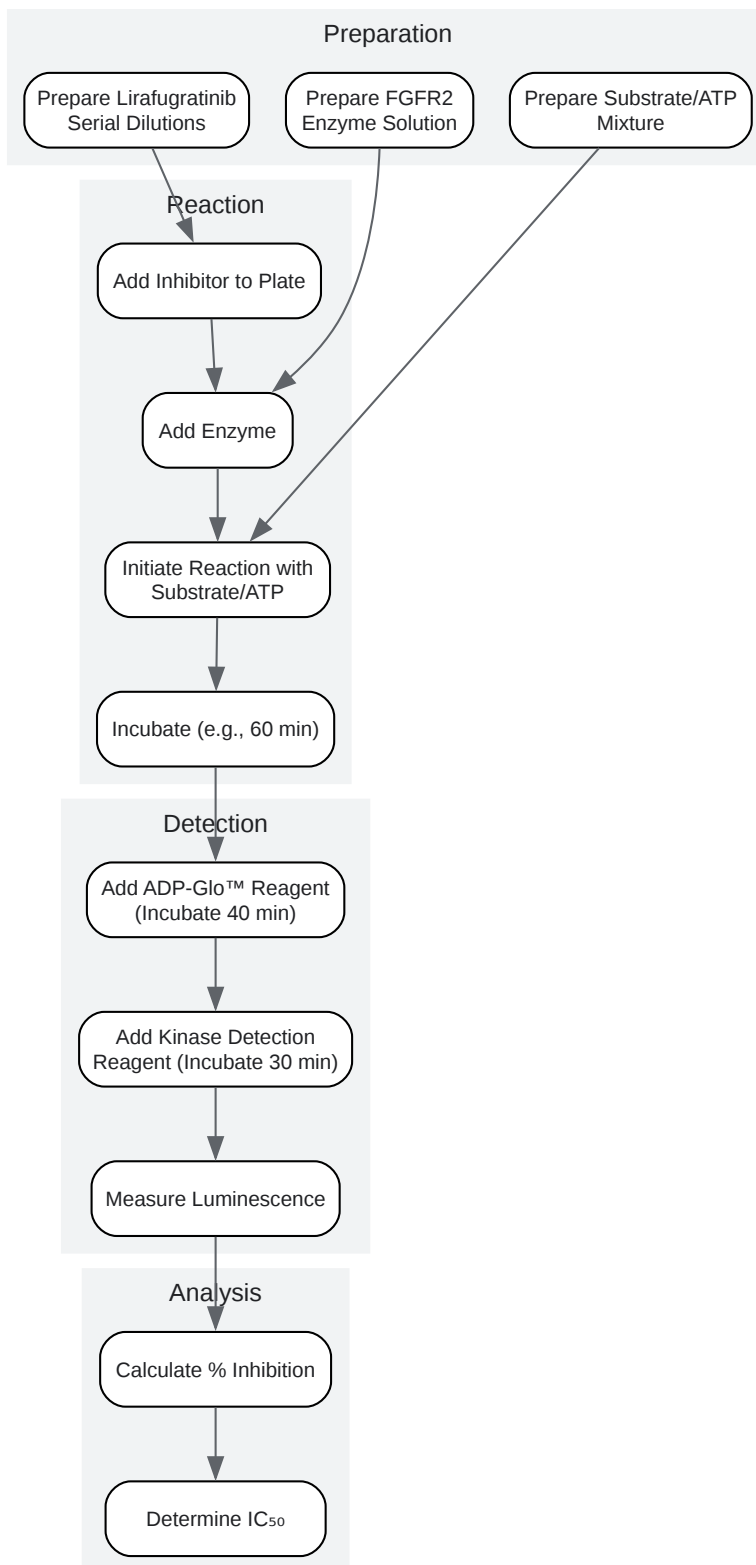 Preparation
Prepare Lirafugratinib
Serial Dilutions
Prepare FGFR2
Enzyme Solution
Prepare Substrate/ATP
Mixture
Reaction
Add Inhibitor to Plate
Add Enzyme
Initiate Reaction with
Substrate/ATP
Incubate (e.g., 60 min)
Detection
Add ADP-Glo™ Reagent
(Incubate 40 min)
Add Kinase Detection
Reagent (Incubate 30 min)
Measure Luminescence
Analysis
Calculate % Inhibition
Determine IC₅₀